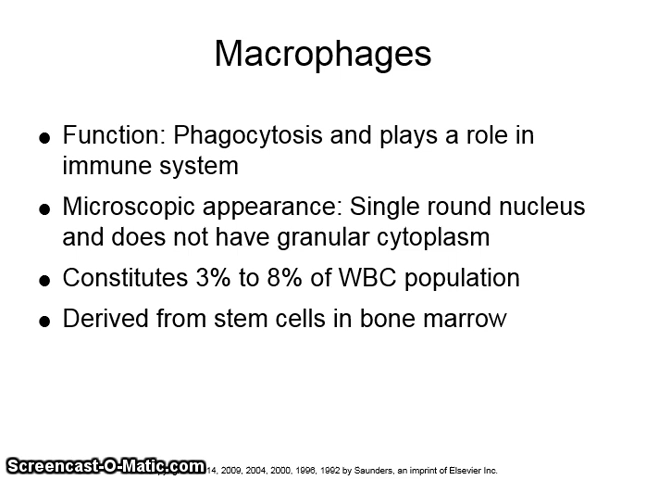 Macrophages
● Function: Phagocytosis and plays a role in
immune system
● Microscopic appearance: Single round nucleus
and does not have granular cytoplasm
● Constitutes 3% to 8% of WBC population
● Derived from stem cells in bone marrow
Screencast-O-Matic.com
14, 2009, 2004, 2000, 1996, 1992 by Saunders, an imprint of Elsevier Inc.